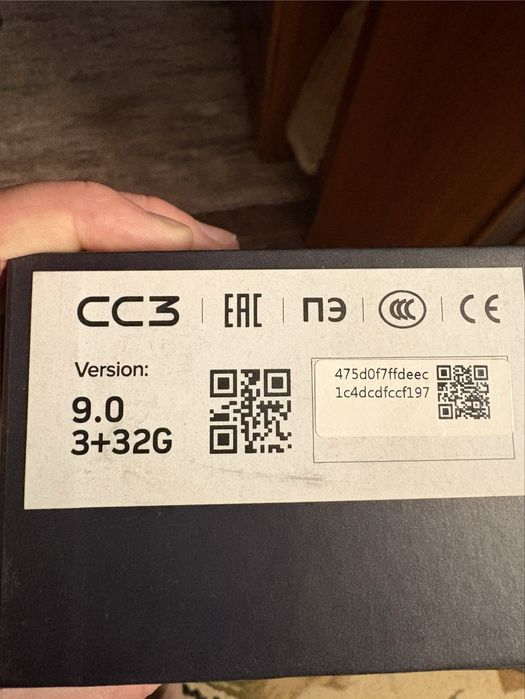 CC3 EAC ПЭ CCC CE
Version:
9.0
3+32G
475d0f7ffdeec
1c4dcdfccf197